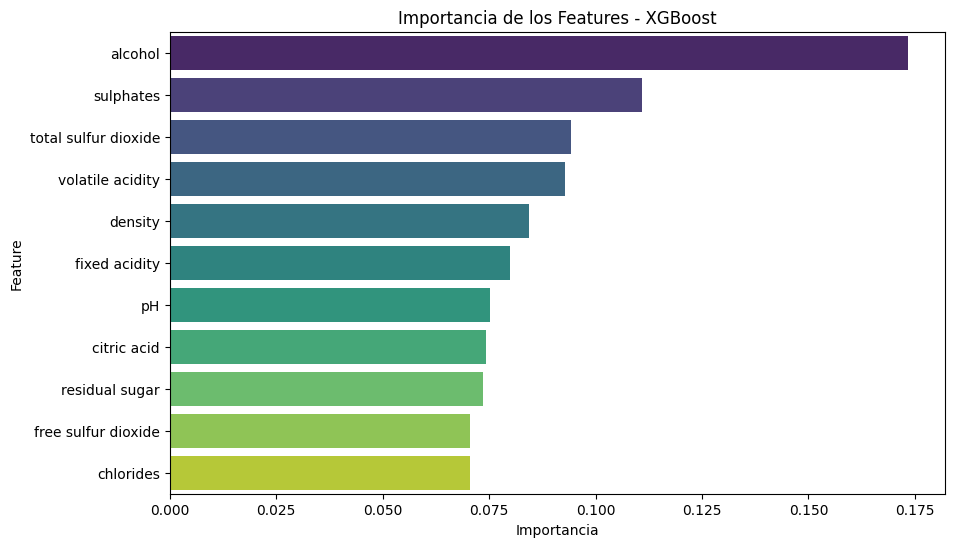 Importancia de los Features - XGBoost
Feature
alcohol
sulphates
total sulfur dioxide
volatile acidity
density
fixed acidity
pH
citric acid
residual sugar
free sulfur dioxide
chlorides
0.000 0.025 0.050 0.075 0.100 0.125 0.150 0.175
Importancia